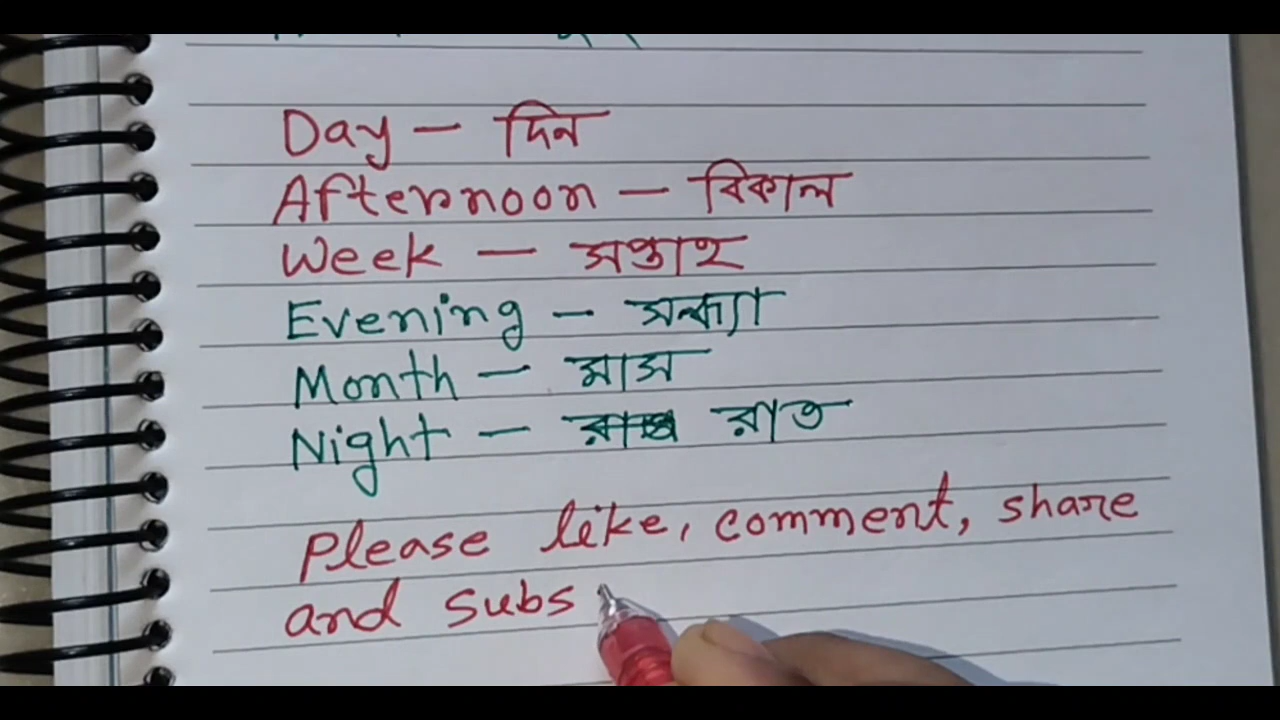 Day – দিন
Afternoon – বিকাল
Week – সপ্তাহ
Evening – সন্ধ্যা
Month – মাস
Night – রাত
Please like, comment, share
and subs